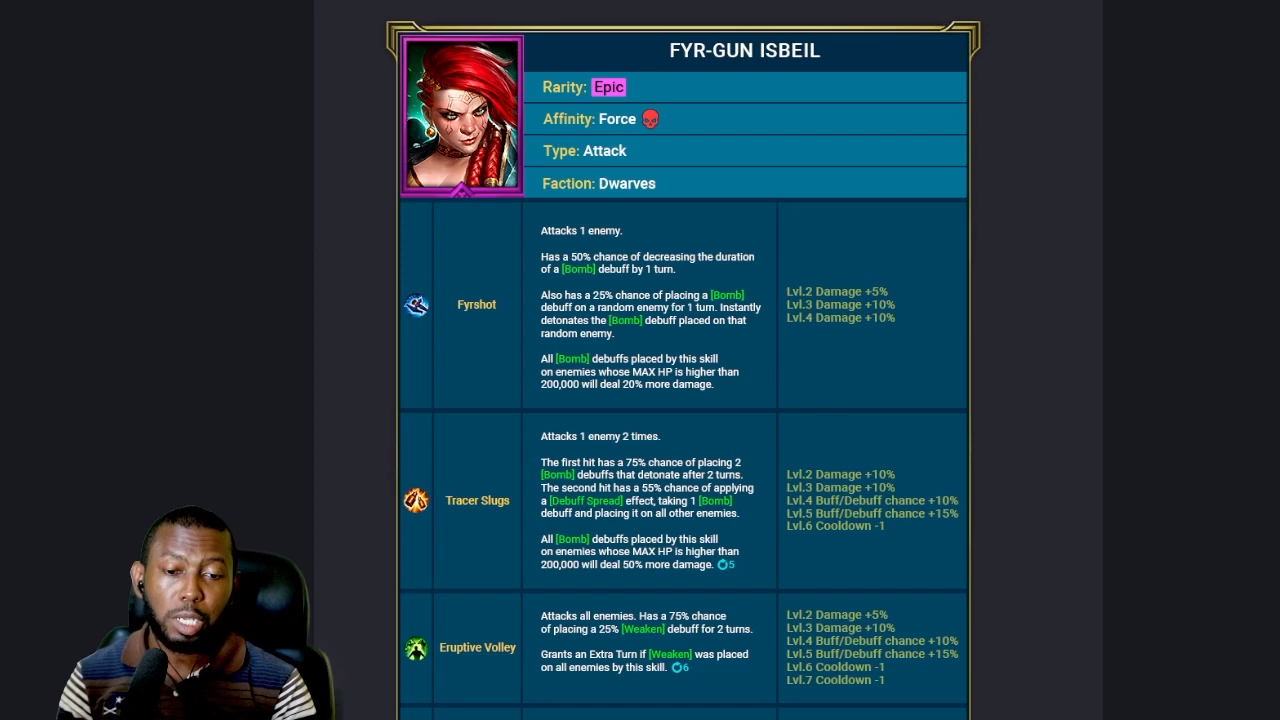 FYR-GUN ISBEIL
Rarity: Epic
Affinity: Force
Type: Attack
Faction: Dwarves
Fyrshot
Attacks 1 enemy.
Has a 50% chance of decreasing the duration
of a [Bomb] debuff by 1 turn.
Also has a 25% chance of placing a [Bomb]
debuff on a random enemy for 1 turn. Instantly
detonates the [Bomb] debuff placed on that
random enemy.
All [Bomb] debuffs placed by this skill
on enemies whose MAX HP is higher than
200,000 will deal 20% more damage.
Lvl.2 Damage +5%
Lvl.3 Damage +10%
Lvl.4 Damage +10%
Tracer Slugs
Attacks 1 enemy 2 times.
The first hit has a 75% chance of placing 2
[Bomb] debuffs that detonate after 2 turns.
The second hit has a 55% chance of applying
a [Debuff Spread] effect, taking 1 [Bomb]
debuff and placing it on all other enemies.
All [Bomb] debuffs placed by this skill
on enemies whose MAX HP is higher than
200,000 will deal 50% more damage. 5
Lvl.2 Damage +10%
Lvl.3 Damage +10%
Lvl.4 Buff/Debuff chance +10%
Lvl.5 Buff/Debuff chance +15%
Lvl.6 Cooldown -1
Eruptive Volley
Attacks all enemies. Has a 75% chance
of placing a 25% [Weaken] debuff for 2 turns.
Grants an Extra Turn if [Weaken] was placed
on all enemies by this skill. 6
Lvl.2 Damage +5%
Lvl.3 Damage +10%
Lvl.4 Buff/Debuff chance +10%
Lvl.5 Buff/Debuff chance +15%
Lvl.6 Cooldown -1
Lvl.7 Cooldown -1